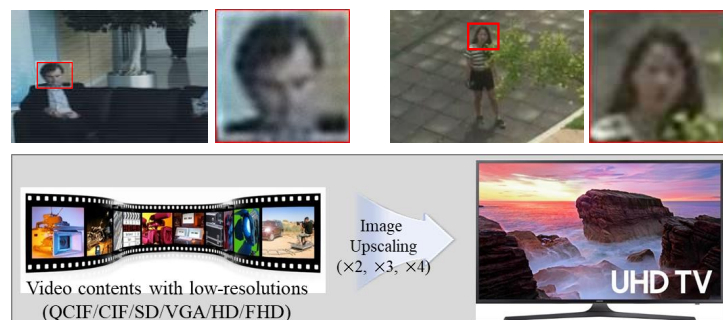 Image
Upscaling
(×2, ×3, ×4)
Video contents with low-resolutions
(QCIF/CIF/SD/VGA/HD/FHD)
UHD TV